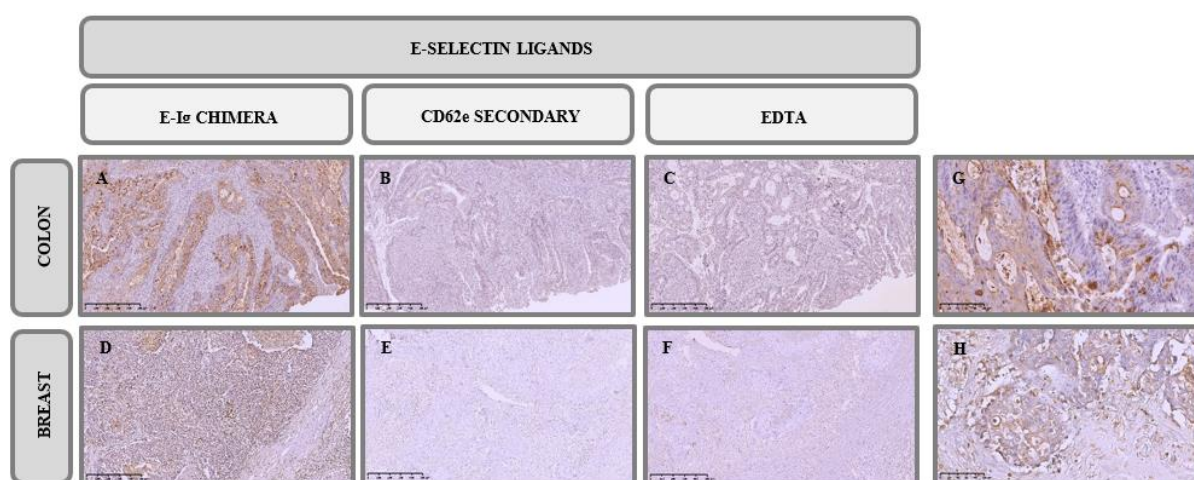 E-SELECTIN LIGANDS
E-Ig CHIMERA
CD62e SECONDARY
EDTA
COLON
A
B
C
G
BREAST
D
E
F
H